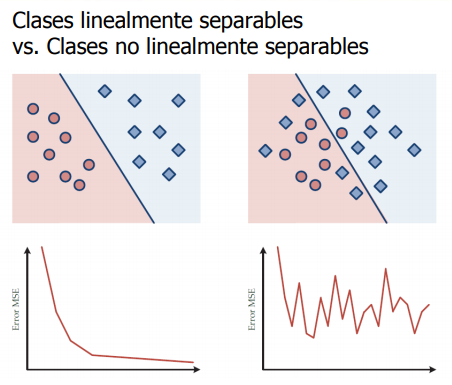 Clases linealmente separables
vs. Clases no linealmente separables
Error MSE
Error MSE